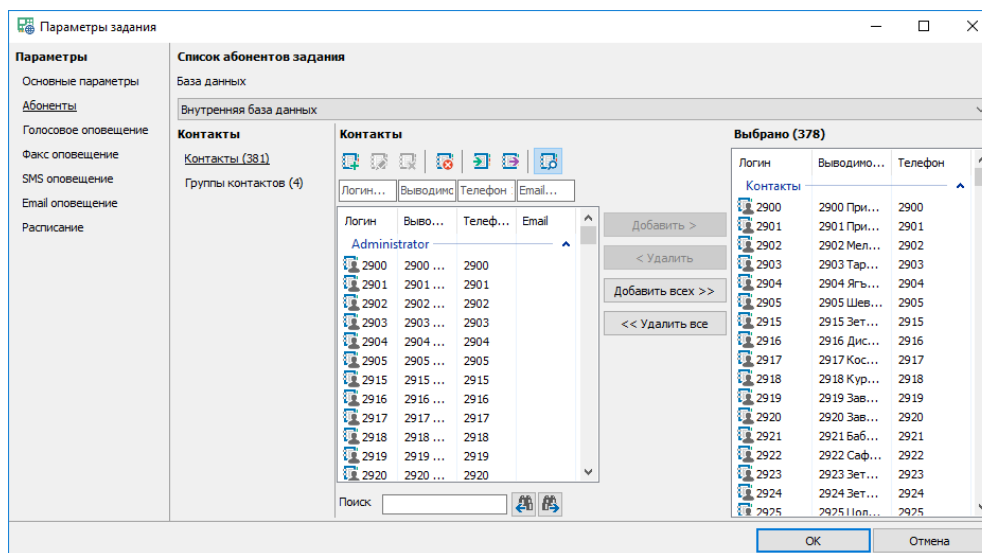 Параметры задания
Параметры
Основные параметры
Абоненты
Голосовое оповещение
Факс оповещение
SMS оповещение
Email оповещение
Расписание
Список абонентов задания
База данных
Внутренняя база данных
Контакты
Контакты (381)
Группы контактов (4)
Контакты
Логин... Выводимо Телефон Email...
Логин Выво... Телеф... Email
Administrator
2900 2900 ... 2900
2901 2901 ... 2901
2902 2902 ... 2902
2903 2903 ... 2903
2904 2904 ... 2904
2905 2905 ... 2905
2915 2915 ... 2915
2916 2916 ... 2916
2917 2917 ... 2917
2918 2918 ... 2918
2919 2919 ... 2919
2920 2920 ... 2920
Поиск
Добавить >
< Удалить
Добавить всех >>
<< Удалить все
Выбрано (378)
Логин Выводимо... Телефон
Контакты
2900 2900 При... 2900
2901 2901 При... 2901
2902 2902 Мел... 2902
2903 2903 Тар... 2903
2904 2904 Ягъ... 2904
2905 2905 Шев... 2905
2915 2915 Зет... 2915
2916 2916 Дис... 2916
2917 2917 Кос... 2917
2918 2918 Кур... 2918
2919 2919 Зав... 2919
2920 2920 Зав... 2920
2921 2921 Баб... 2921
2922 2922 Саф... 2922
2923 2923 Зет... 2923
2924 2924 Зет... 2924
2925 2925 Цол... 2925
OK Отмена